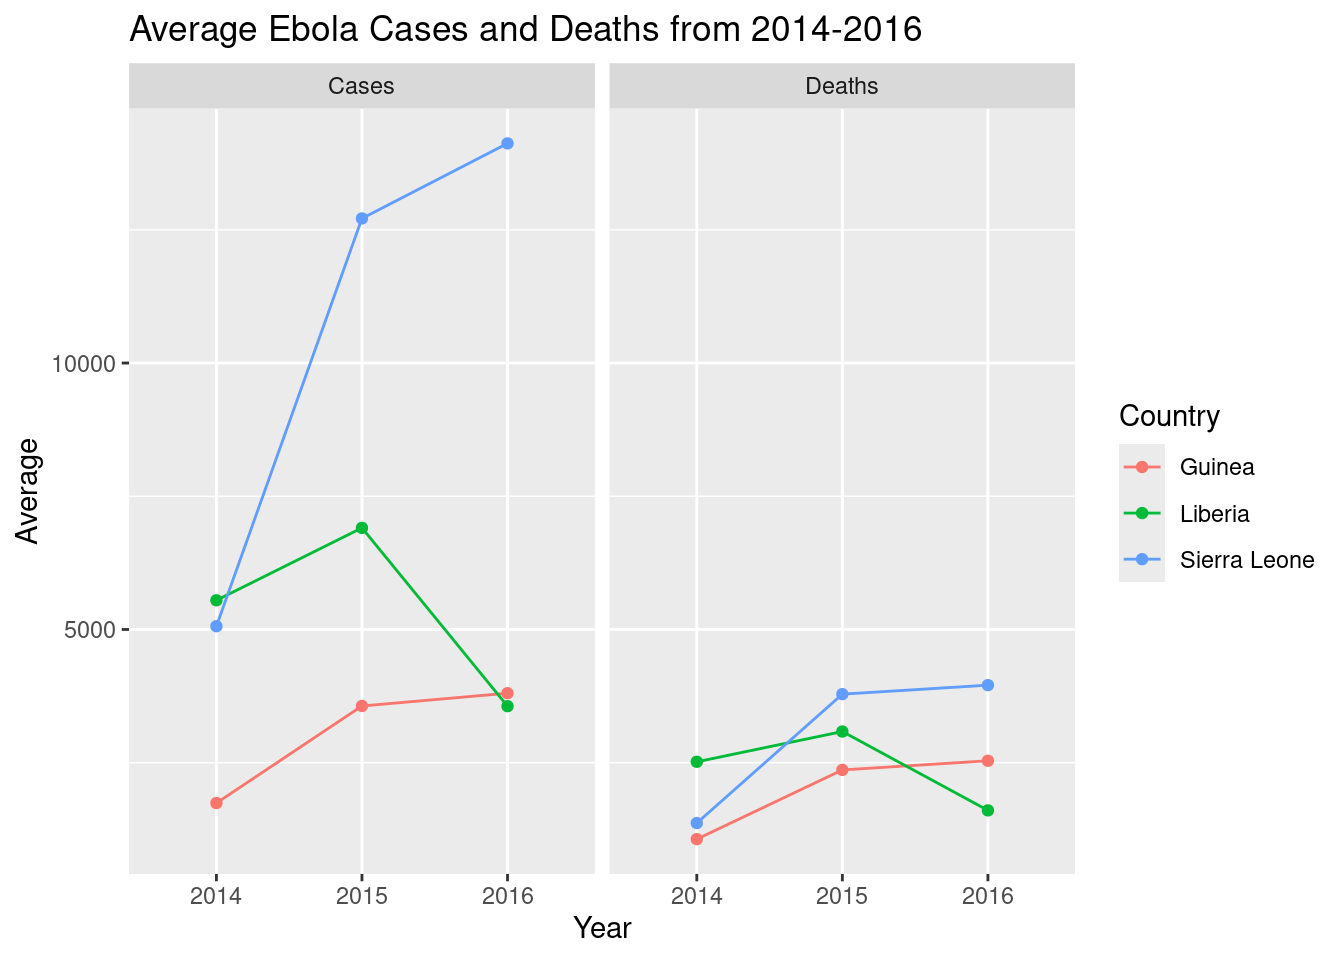 Average Ebola Cases and Deaths from 2014-2016
Cases
Deaths
10000
5000
Average
2014
2015
2016
2014
2015
2016
Year
Country
Guinea
Liberia
Sierra Leone